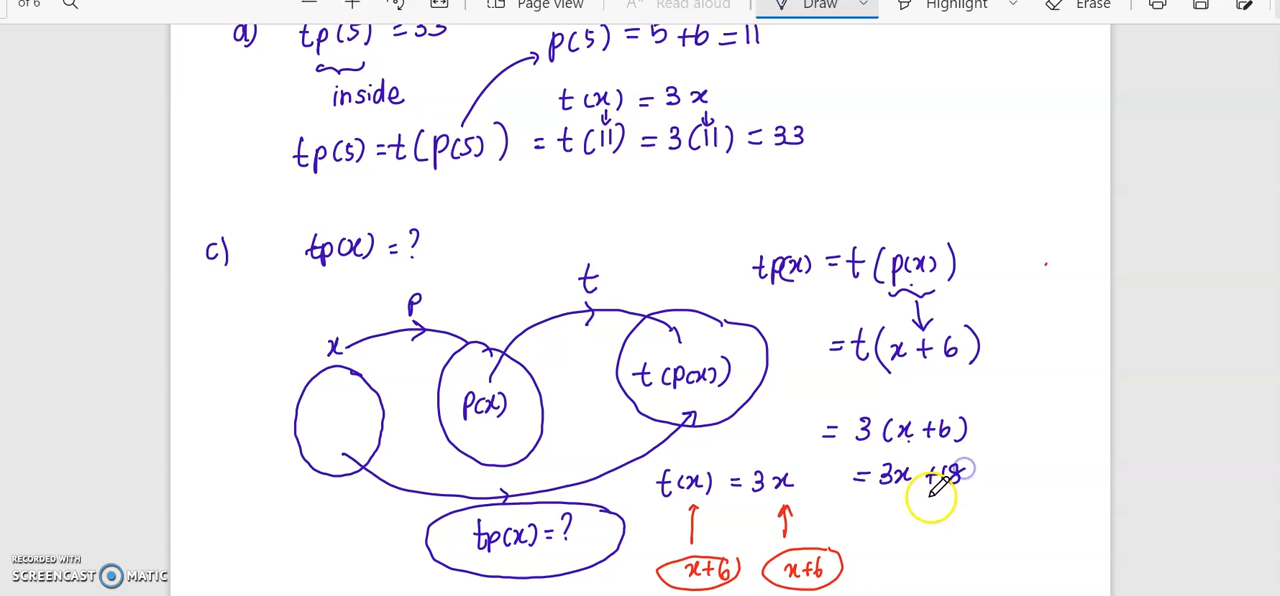 of 6 Page view Read aloud Draw Highlight Erase
a) tp(5) = 33 p(5) = 5 + 6 = 11
inside t(x) = 3x
tp(5) = t(p(5)) = t(11) = 3(11) = 33
c) tp(x) = ? tp(x) = t(p(x))
t
p
x = t(x + 6)
t(p(x))
p(x)
= 3(x + 6)
t(x) = 3x = 3x + 18
tp(x) = ?
x+6 x+6
RECORDED WITH
SCREENCAST MATIC